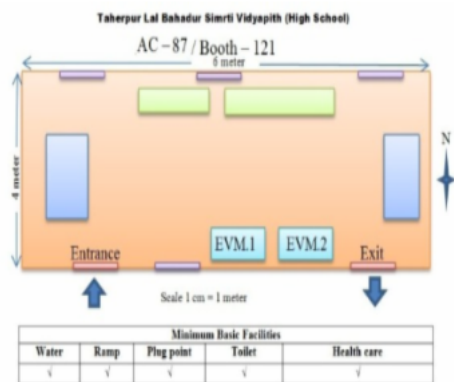 Taherpur Lal Bahadur Simrti Vidyapith (High School)
AC – 87 / Booth – 121
6 meter
4 meter
N
EVM.1
EVM.2
Entrance
Exit
Scale 1 cm = 1 meter
Minimum Basic Facilities
Water Ramp Plug point Toilet Health care
√ √ √ √ √